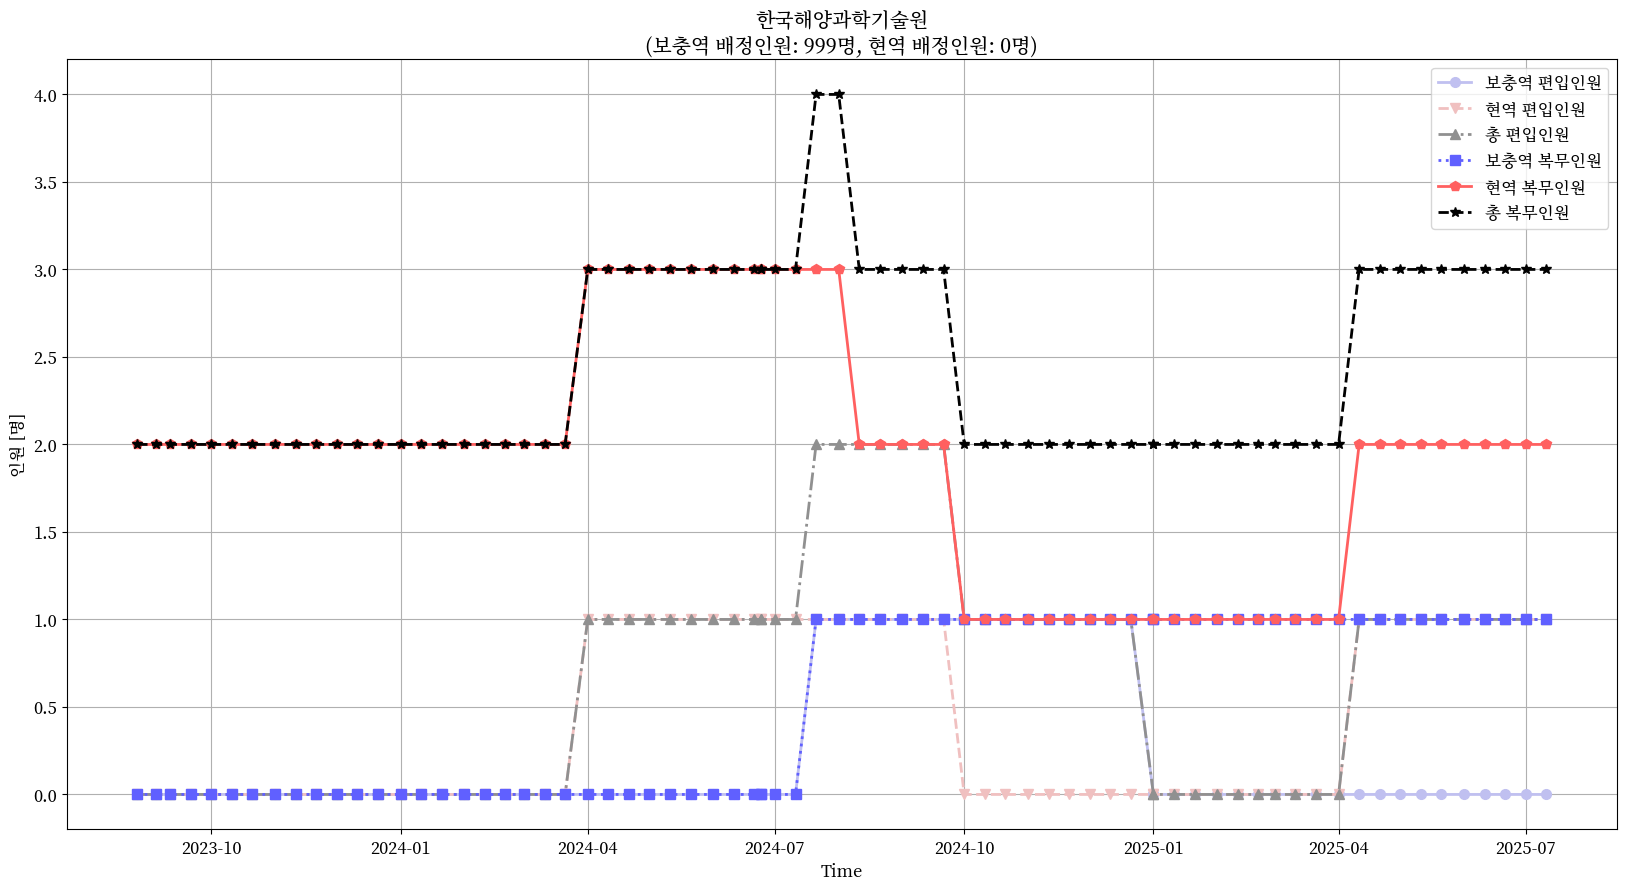 한국해양과학기술원
(보충역 배정인원: 999명, 현역 배정인원: 0명)
보충역 편입인원
현역 편입인원
총 편입인원
보충역 복무인원
현역 복무인원
총 복무인원
인원 [명]
4.0
3.5
3.0
2.5
2.0
1.5
1.0
0.5
0.0
2023-10
2024-01
2024-04
2024-07
2024-10
2025-01
2025-04
2025-07
Time